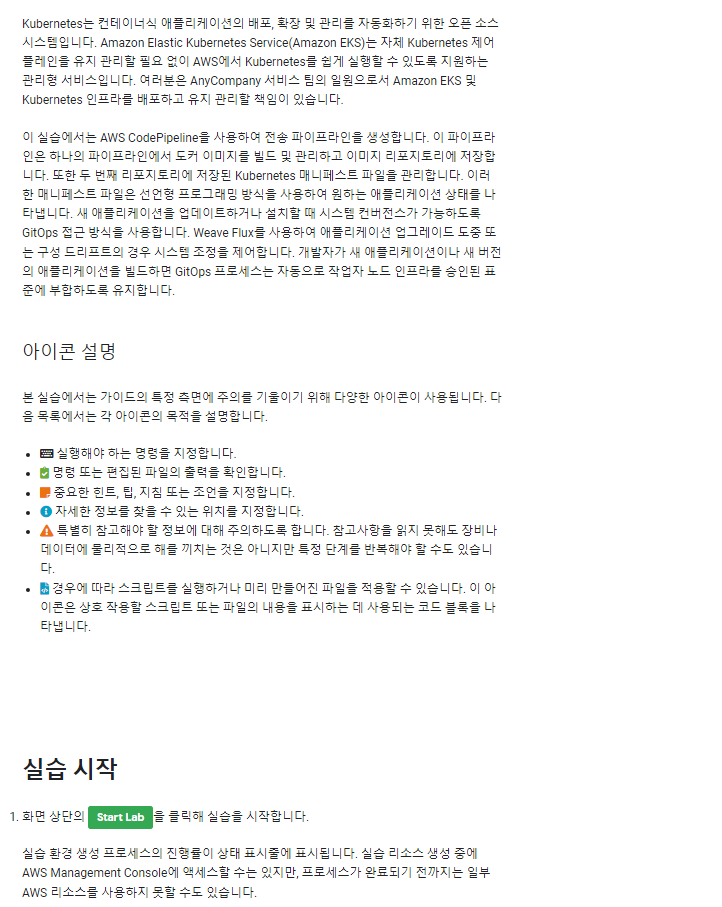 Kubernetes는 컨테이너식 애플리케이션의 배포, 확장 및 관리를 자동화하기 위한 오픈 소스
시스템입니다. Amazon Elastic Kubernetes Service(Amazon EKS)는 자체 Kubernetes 제어
플레인을 유지 관리할 필요 없이 AWS에서 Kubernetes를 쉽게 실행할 수 있도록 지원하는
관리형 서비스입니다. 여러분은 AnyCompany 서비스 팀의 일원으로서 Amazon EKS 및
Kubernetes 인프라를 배포하고 유지 관리할 책임이 있습니다.
이 실습에서는 AWS CodePipeline을 사용하여 전송 파이프라인을 생성합니다. 이 파이프라
인은 하나의 파이프라인에서 도커 이미지를 빌드 및 관리하고 이미지 리포지토리에 저장합
니다. 또한 두 번째 리포지토리에 저장된 Kubernetes 매니페스트 파일을 관리합니다. 이러
한 매니페스트 파일은 선언형 프로그래밍 방식을 사용하여 원하는 애플리케이션 상태를 나
타냅니다. 새 애플리케이션을 업데이트하거나 설치할 때 시스템 컨버전스가 가능하도록
GitOps 접근 방식을 사용합니다. Weave Flux를 사용하여 애플리케이션 업그레이드 도중 또
는 구성 드리프트의 경우 시스템 조정을 제어합니다. 개발자가 새 애플리케이션이나 새 버전
의 애플리케이션을 빌드하면 GitOps 프로세스는 자동으로 작업자 노드 인프라를 승인된 표
준에 부합하도록 유지합니다.
아이콘 설명
본 실습에서는 가이드의 특정 측면에 주의를 기울이기 위해 다양한 아이콘이 사용됩니다. 다
음 목록에서는 각 아이콘의 목적을 설명합니다.
• 실행해야 하는 명령을 지정합니다.
• 명령 또는 편집된 파일의 출력을 확인합니다.
• 중요한 힌트, 팁, 지침 또는 조언을 지정합니다.
• 자세한 정보를 찾을 수 있는 위치를 지정합니다.
• 특별히 참고해야 할 정보에 대해 주의하도록 합니다. 참고사항을 읽지 못해도 장비나
데이터에 물리적으로 해를 끼치는 것은 아니지만 특정 단계를 반복해야 할 수도 있습니
다.
• 경우에 따라 스크립트를 실행하거나 미리 만들어진 파일을 적용할 수 있습니다. 이 아
이콘은 상호 작용할 스크립트 또는 파일의 내용을 표시하는 데 사용되는 코드 블록을 나
타냅니다.
실습 시작
1. 화면 상단의 Start Lab 을 클릭해 실습을 시작합니다.
실습 환경 생성 프로세스의 진행률이 상태 표시줄에 표시됩니다. 실습 리소스 생성 중에
AWS Management Console에 액세스할 수는 있지만, 프로세스가 완료되기 전까지는 일부
AWS 리소스를 사용하지 못할 수도 있습니다.